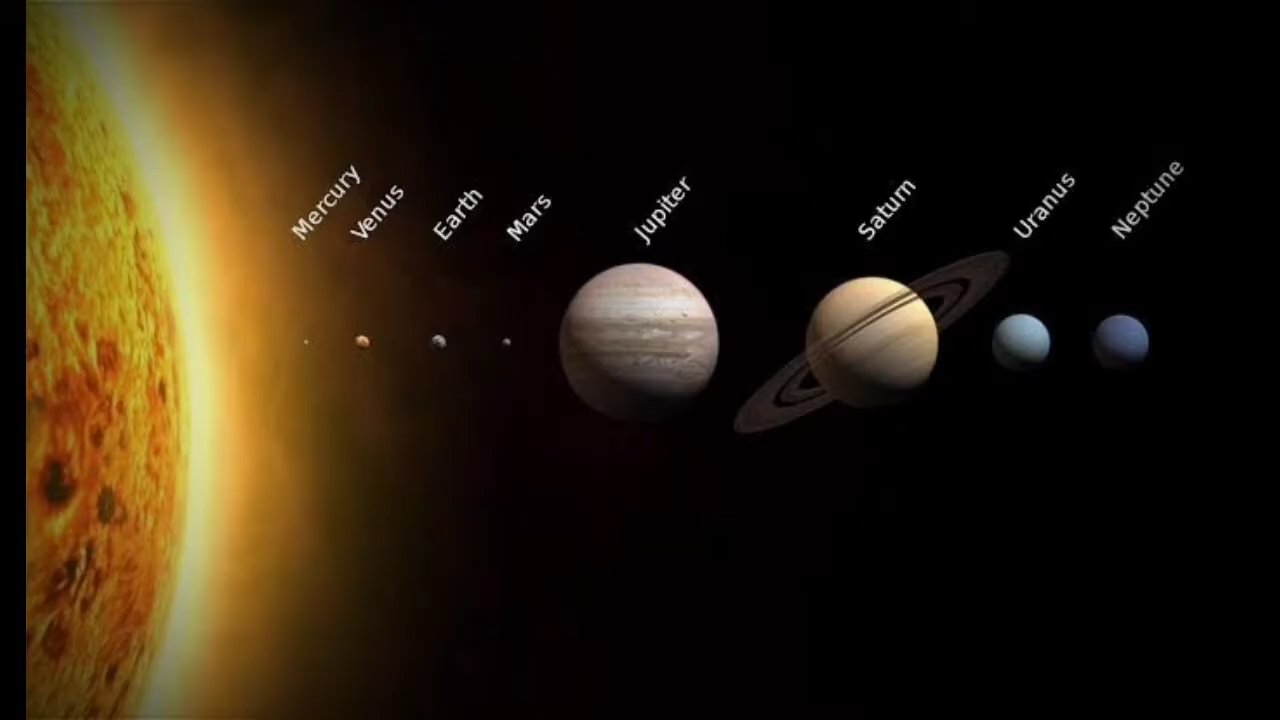 Mercury
Venus
Earth
Mars
Jupiter
Saturn
Uranus
Neptune